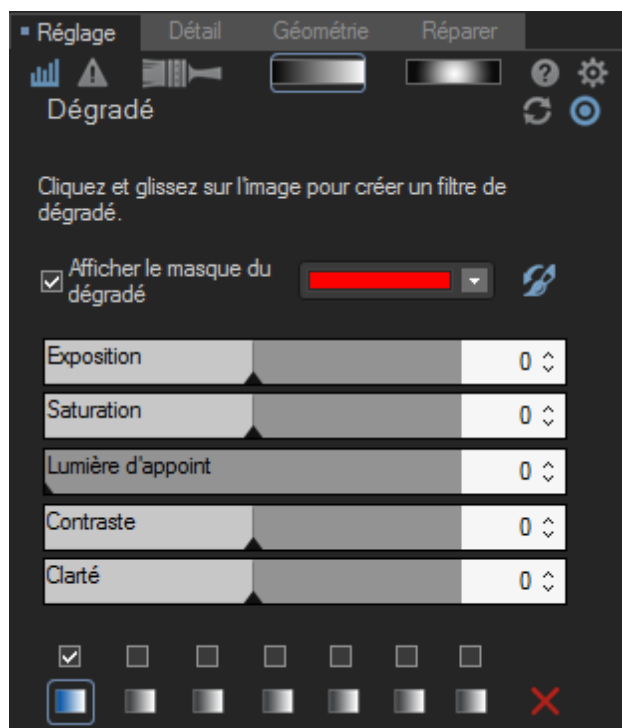 Réglage Détail Géométrie Réparer
Dégradé
Cliquez et glissez sur l'image pour créer un filtre de
dégradé.
Afficher le masque du
dégradé
Exposition 0
Saturation 0
Lumière d'appoint 0
Contraste 0
Clarté 0